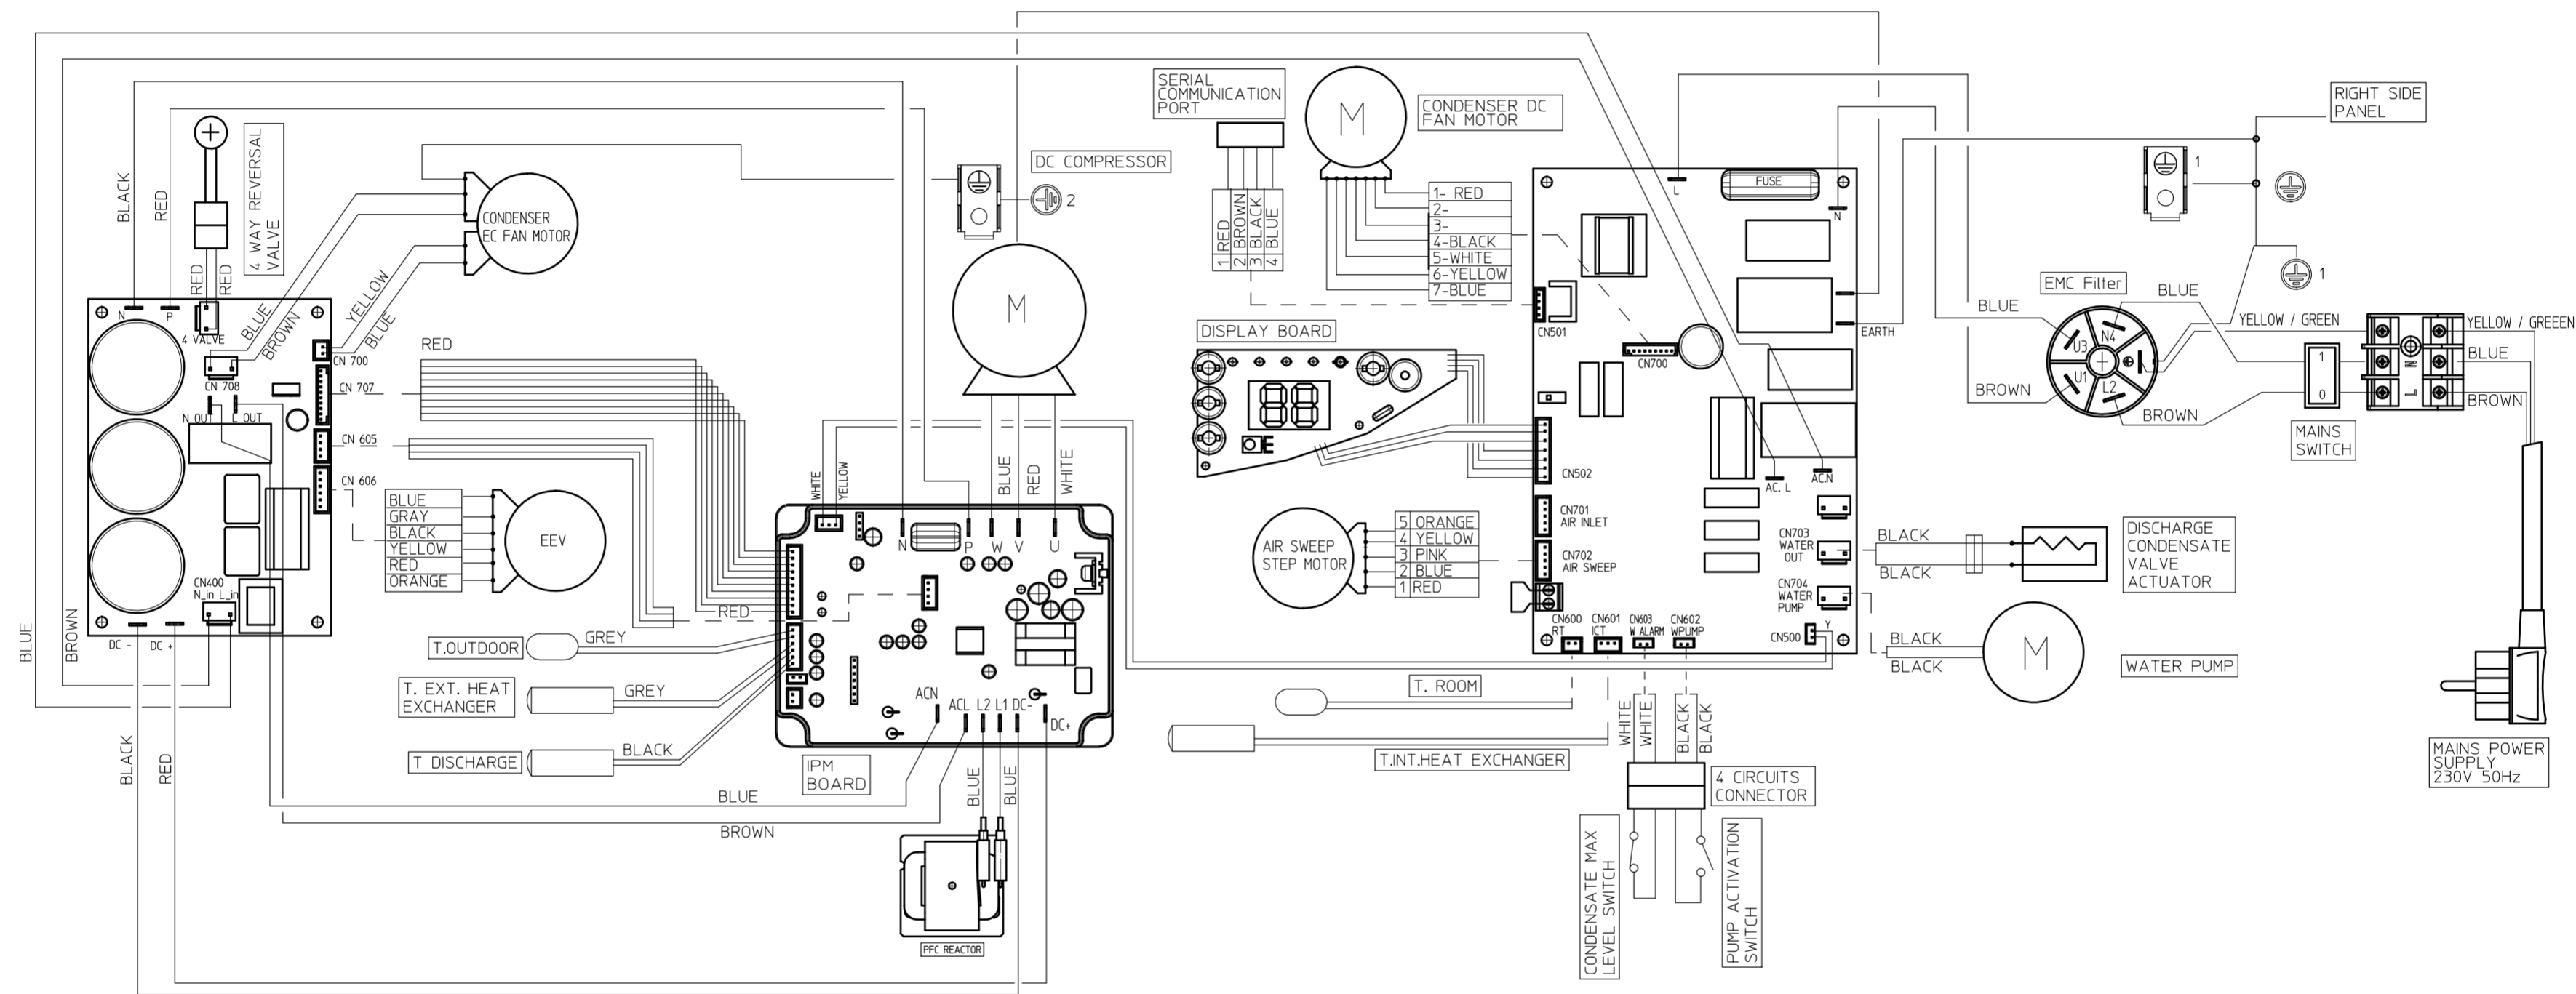 BLACK
RED
4 WAY REVERSAL
VALVE
RED
RED
BLUE
BROWN
YELLOW
BLUE
CONDENSER
EC FAN MOTOR
N
P
4 VALVE
CN 700
CN 708
CN 707
N OUT
L OUT
CN 605
CN 606
CN400
N_in L_in
DC -
DC +
BLUE
BROWN
BLACK
RED
RED
BLUE
GRAY
BLACK
YELLOW
RED
ORANGE
EEV
RED
T.OUTDOOR
GREY
T. EXT. HEAT
EXCHANGER
GREY
T DISCHARGE
BLACK
BLUE
BROWN
DC COMPRESSOR
2
M
WHITE
YELLOW
BLUE
RED
WHITE
N
P
W
V
U
ACN
ACL
L2
L1
DC-
DC+
IPM
BOARD
BLUE
BLUE
PFC REACTOR
SERIAL
COMMUNICATION
PORT
1 RED
2 BROWN
3 BLACK
4 BLUE
M
CONDENSER DC
FAN MOTOR
1- RED
2-
3-
4-BLACK
5-WHITE
6-YELLOW
7-BLUE
DISPLAY BOARD
88
AIR SWEEP
STEP MOTOR
5 ORANGE
4 YELLOW
3 PINK
2 BLUE
1 RED
L
FUSE
N
CN501
CN700
EARTH
CN502
AC. L
AC.N
CN701
AIR INLET
CN702
AIR SWEEP
CN703
WATER
OUT
CN704
WATER
PUMP
CN600
RT
CN601
ICT
CN603
W ALARM
CN602
WPUMP
CN500
Y
T. ROOM
T.INT.HEAT EXCHANGER
WHITE
WHITE
BLACK
BLACK
4 CIRCUITS
CONNECTOR
CONDENSATE MAX
LEVEL SWITCH
PUMP ACTIVATION
SWITCH
BLACK
BLACK
DISCHARGE
CONDENSATE
VALVE
ACTUATOR
BLACK
BLACK
M
WATER PUMP
RIGHT SIDE
PANEL
1
1
EMC Filter
BLUE
BLUE
YELLOW / GREEN
YELLOW / GREEEN
BLUE
BROWN
BROWN
BROWN
U3
N4
U1
L2
1
0
N
L
MAINS
SWITCH
MAINS POWER
SUPPLY
230V 50Hz